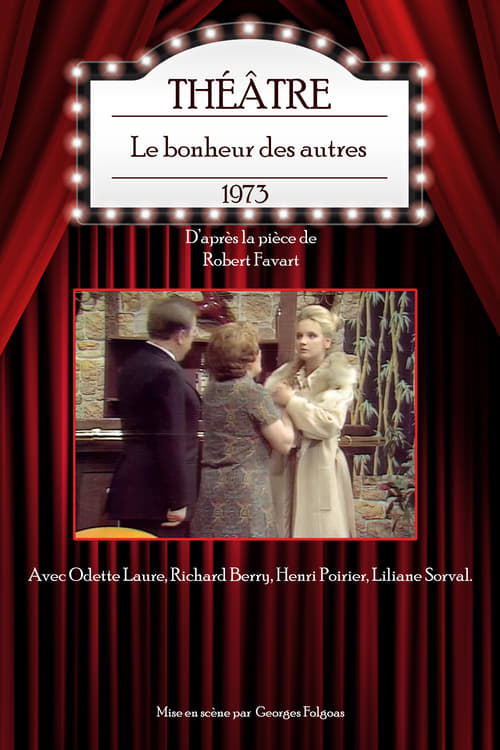 THÉÂTRE
Le bonheur des autres
1973
D'après la pièce de
Robert Favart
Avec Odette Laure, Richard Berry, Henri Poirier, Liliane Sorval.
Mise en scène par Georges Folgoas